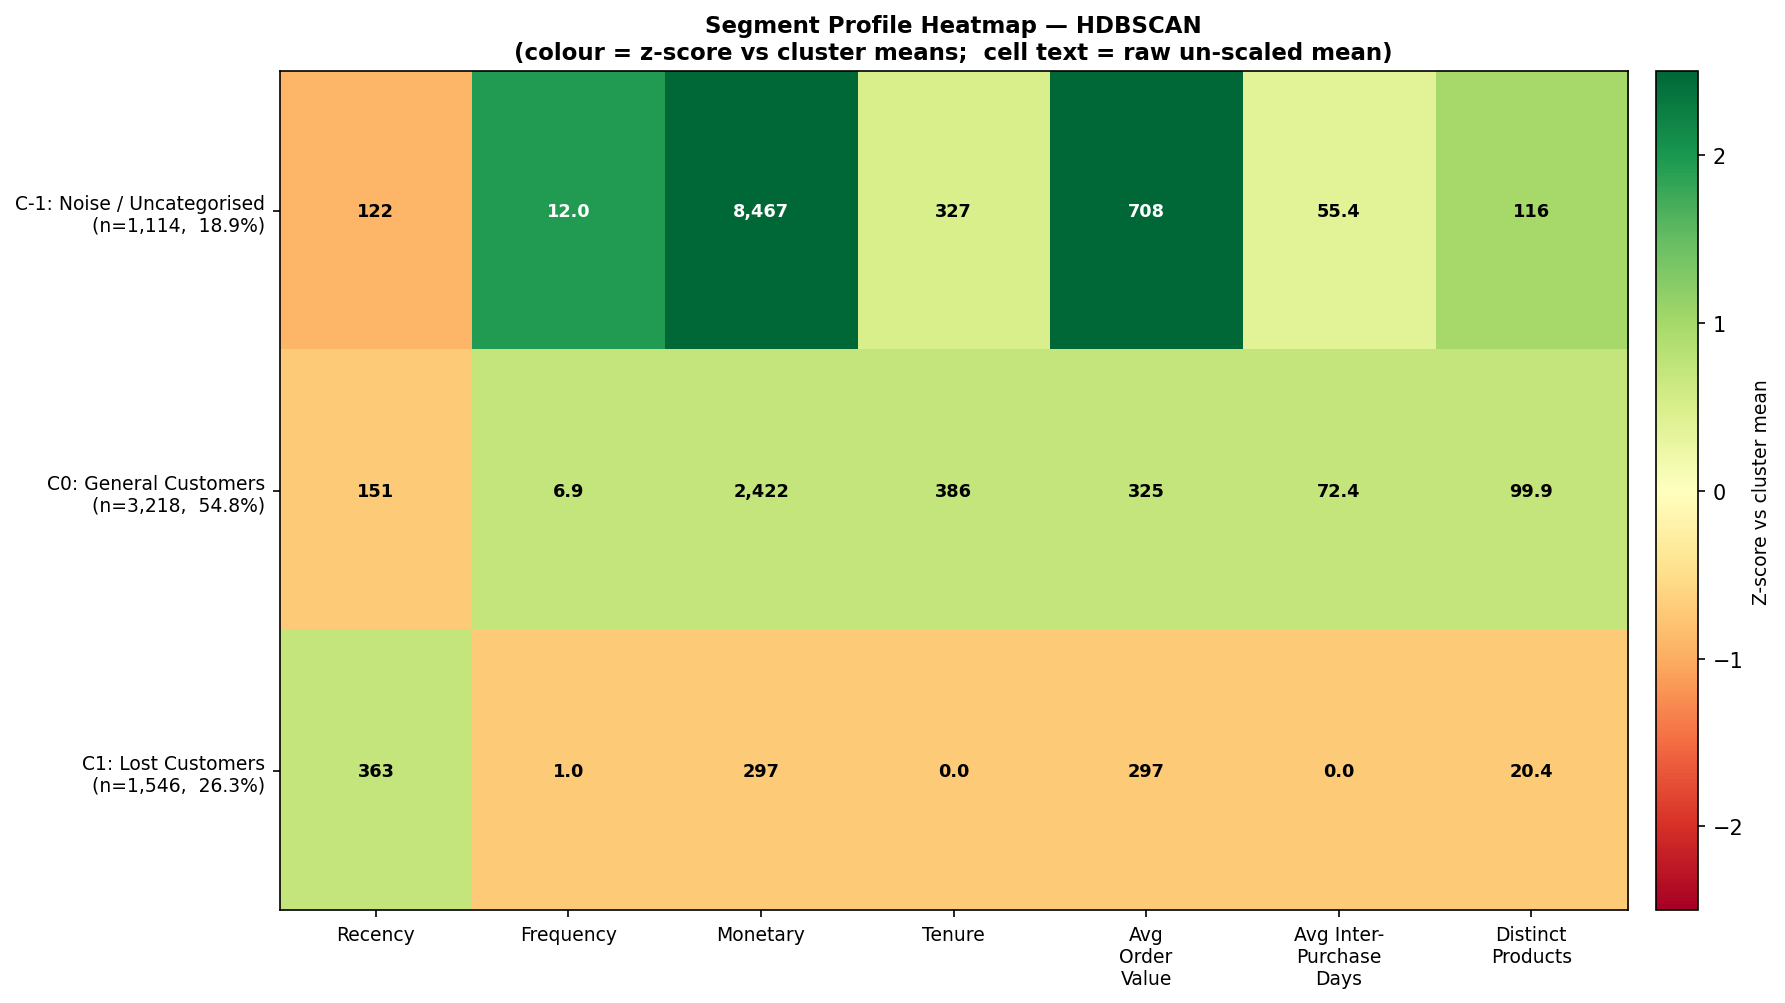 Segment Profile Heatmap — HDBSCAN
(colour = z-score vs cluster means;  cell text = raw un-scaled mean)
C-1: Noise / Uncategorised
(n=1,114,  18.9%)
122
12.0
8,467
327
708
55.4
116
C0: General Customers
(n=3,218,  54.8%)
151
6.9
2,422
386
325
72.4
99.9
C1: Lost Customers
(n=1,546,  26.3%)
363
1.0
297
0.0
297
0.0
20.4
Recency
Frequency
Monetary
Tenure
Avg
Order
Value
Avg Inter-
Purchase
Days
Distinct
Products
2
1
0
−1
−2
Z-score vs cluster mean